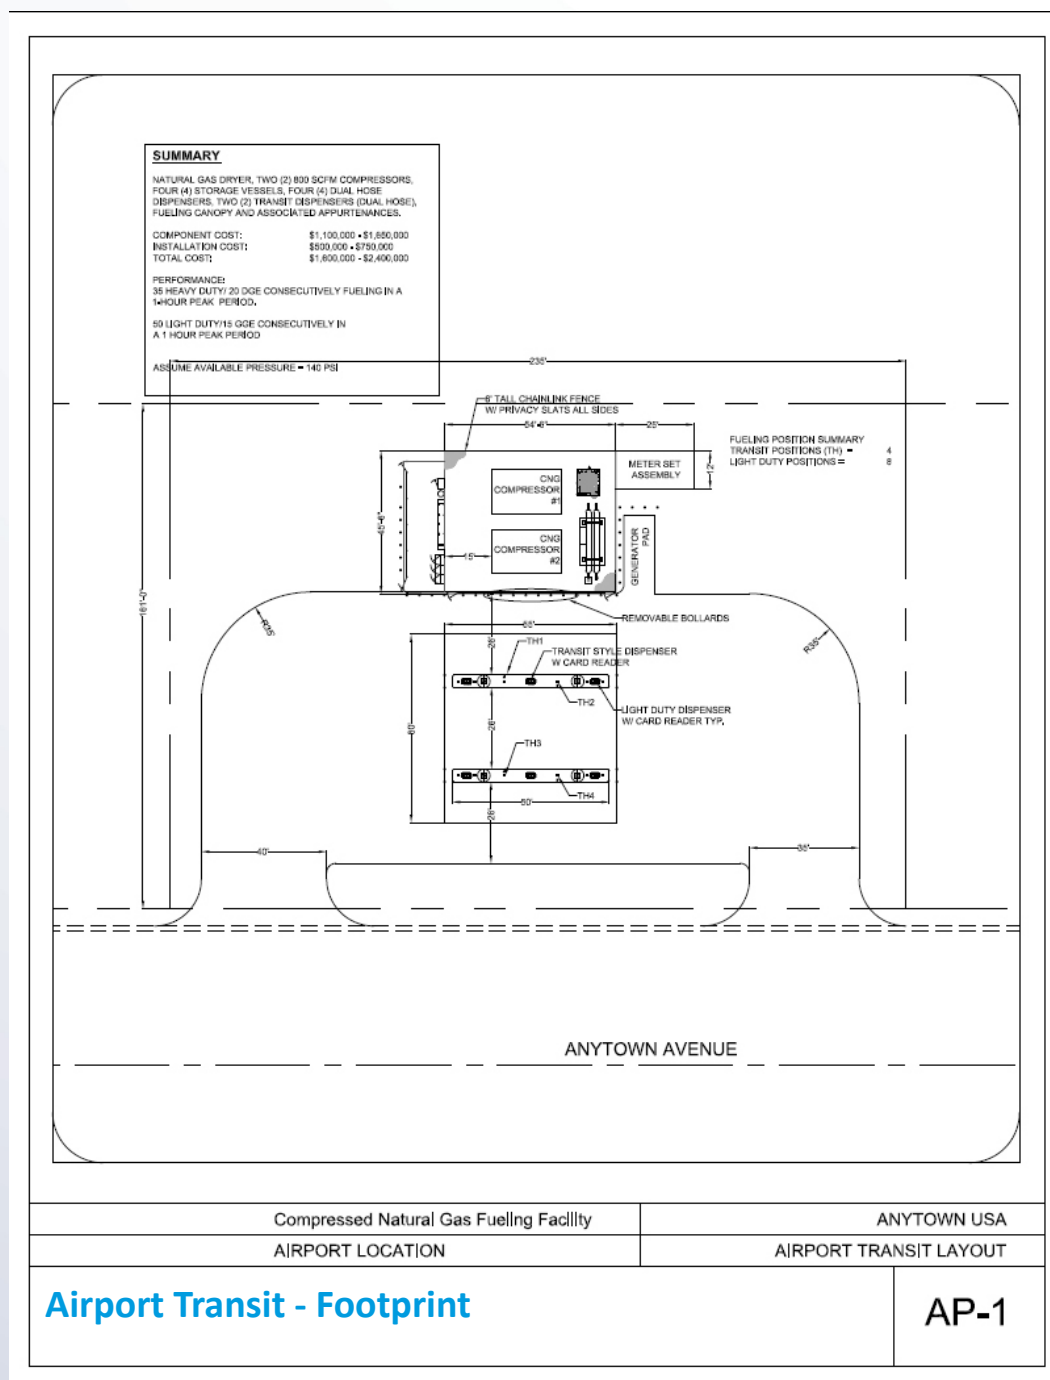 SUMMARY
NATURAL GAS DRYER, TWO (2) 800 SCFM COMPRESSORS,
FOUR (4) STORAGE VESSELS, FOUR (4) DUAL HOSE
DISPENSERS, TWO (2) TRANSIT DISPENSERS (DUAL HOSE),
FUELING CANOPY AND ASSOCIATED APPURTENANCES.
COMPONENT COST: $1,100,000 - $1,650,000
INSTALLATION COST: $500,000 - $750,000
TOTAL COST: $1,600,000 - $2,400,000
PERFORMANCE:
35 HEAVY DUTY/ 20 DGE CONSECUTIVELY FUELING IN A
1-HOUR PEAK PERIOD.
50 LIGHT DUTY/15 GGE CONSECUTIVELY IN
A 1 HOUR PEAK PERIOD
ASSUME AVAILABLE PRESSURE = 140 PSI
235'
6' TALL CHAINLINK FENCE
W/ PRIVACY SLATS ALL SIDES
54'-6"
25'
FUELING POSITION SUMMARY
TRANSIT POSITIONS (TH) = 4
LIGHT DUTY POSITIONS = 8
METER SET
ASSEMBLY
12'
CNG
COMPRESSOR
#1
45'-6"
CNG
COMPRESSOR
#2
15'
GENERATOR
PAD
161'-0"
R35'
REMOVABLE BOLLARDS
R35'
55'
26'
TH1
TRANSIT STYLE DISPENSER
W CARD READER
TH2
LIGHT DUTY DISPENSER
W/ CARD READER TYP.
60'
26'
TH3
TH4
50'
26'
40'
35'
ANYTOWN AVENUE
Compressed Natural Gas Fueling Facility
ANYTOWN USA
AIRPORT LOCATION
AIRPORT TRANSIT LAYOUT
Airport Transit - Footprint
AP-1